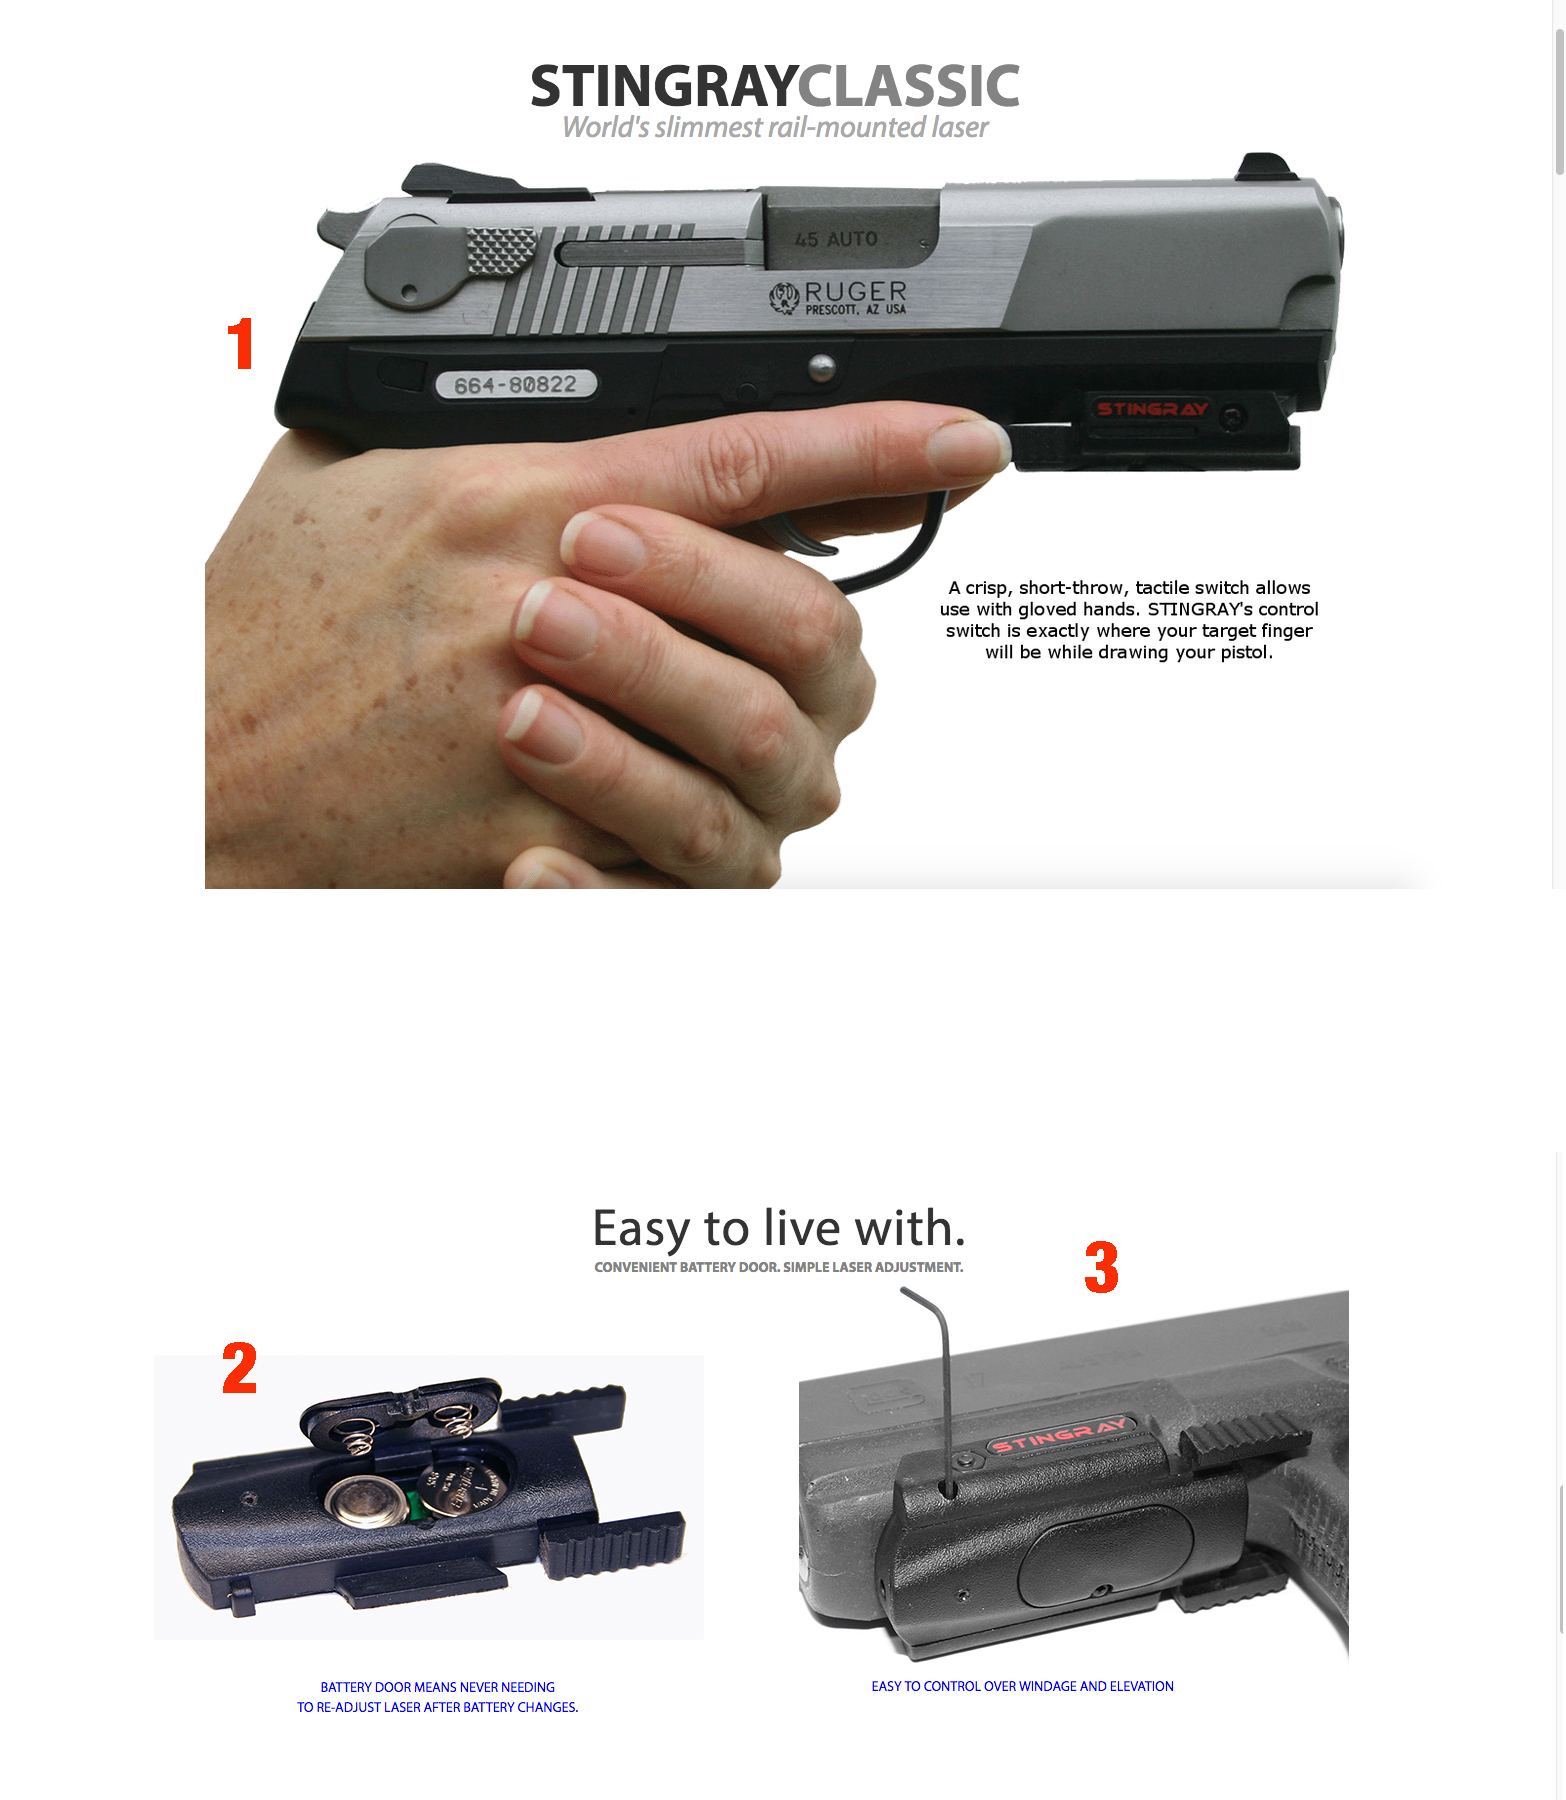 STINGRAYCLASSIC
World's slimmest rail-mounted laser
45 AUTO
RUGER
PRESCOTT, AZ USA
1
664-80822
STINGRAY
A crisp, short-throw, tactile switch allows
use with gloved hands. STINGRAY's control
switch is exactly where your target finger
will be while drawing your pistol.
Easy to live with.
CONVENIENT BATTERY DOOR. SIMPLE LASER ADJUSTMENT.
3
2
17
STINGRAY
BATTERY DOOR MEANS NEVER NEEDING
TO RE-ADJUST LASER AFTER BATTERY CHANGES.
EASY TO CONTROL OVER WINDAGE AND ELEVATION